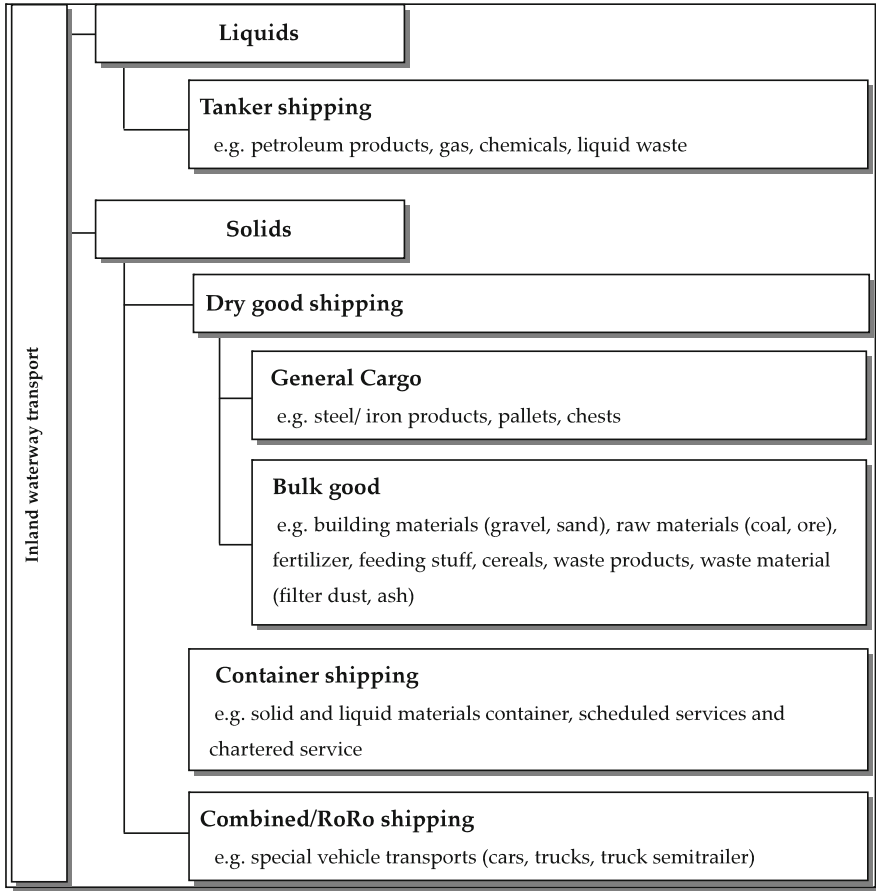 Inland waterway transport
Liquids
Tanker shipping
e.g. petroleum products, gas, chemicals, liquid waste
Solids
Dry good shipping
General Cargo
e.g. steel/ iron products, pallets, chests
Bulk good
e.g. building materials (gravel, sand), raw materials (coal, ore),
fertilizer, feeding stuff, cereals, waste products, waste material
(filter dust, ash)
Container shipping
e.g. solid and liquid materials container, scheduled services and
chartered service
Combined/RoRo shipping
e.g. special vehicle transports (cars, trucks, truck semitrailer)